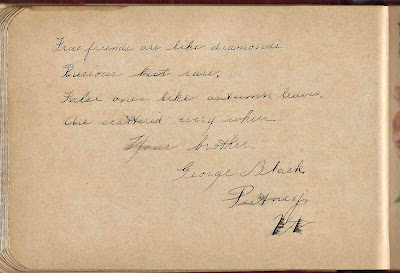 True friends are like diamonds
Precious but rare,
False ones like autumn leaves,
Are scattered every where.
Your brother,
George Black
Putney,
Vt